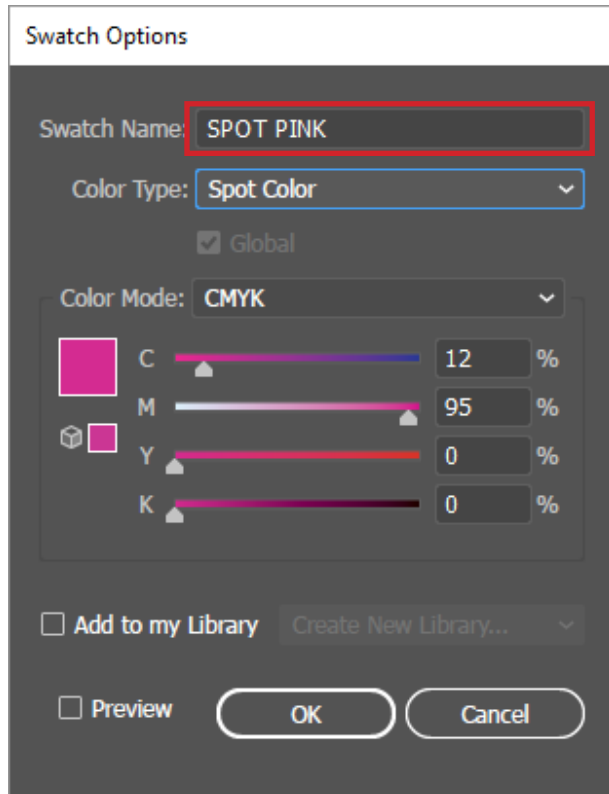 Swatch Options
Swatch Name: SPOT PINK
Color Type: Spot Color
Global
Color Mode: CMYK
C 12 %
M 95 %
Y 0 %
K 0 %
Add to my Library Create New Library...
Preview OK Cancel